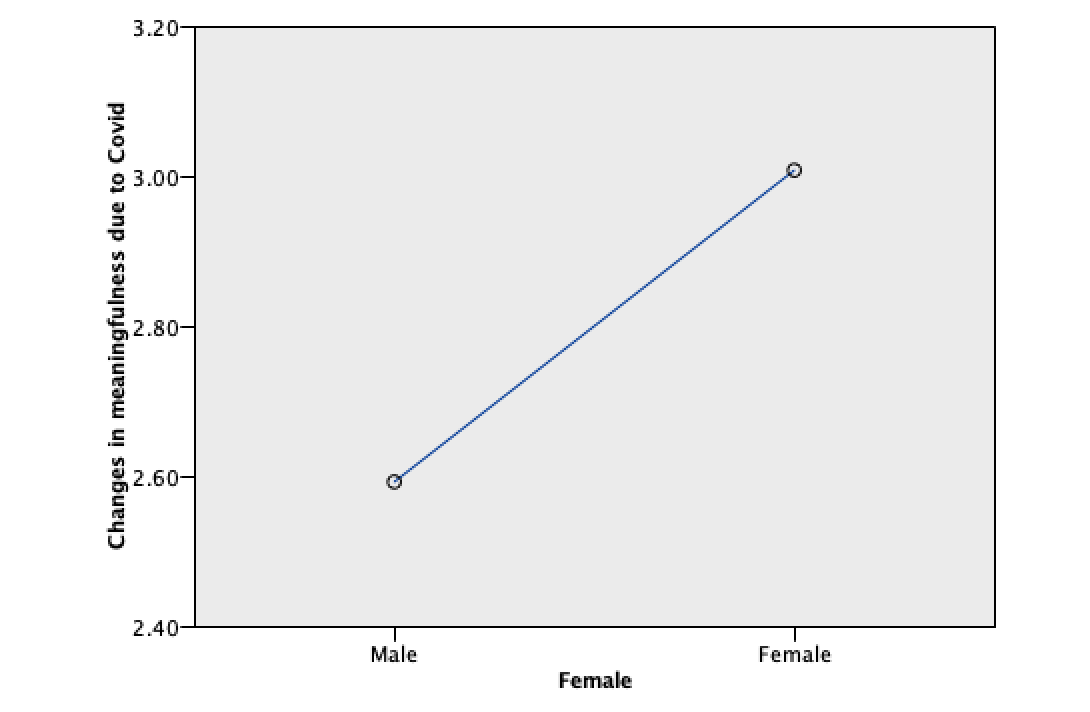 Changes in meaningfulness due to Covid
3.20
3.00
2.80
2.60
2.40
Male
Female
Female